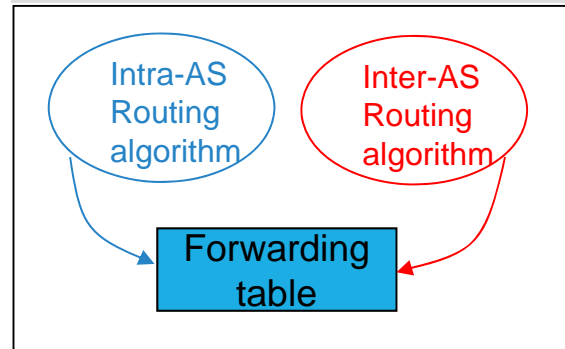 Intra-AS
Routing
algorithm
Inter-AS
Routing
algorithm
Forwarding
table